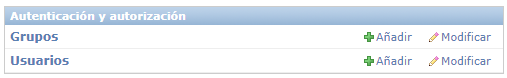 Autenticación y autorización
Grupos Añadir Modificar
Usuarios Añadir Modificar